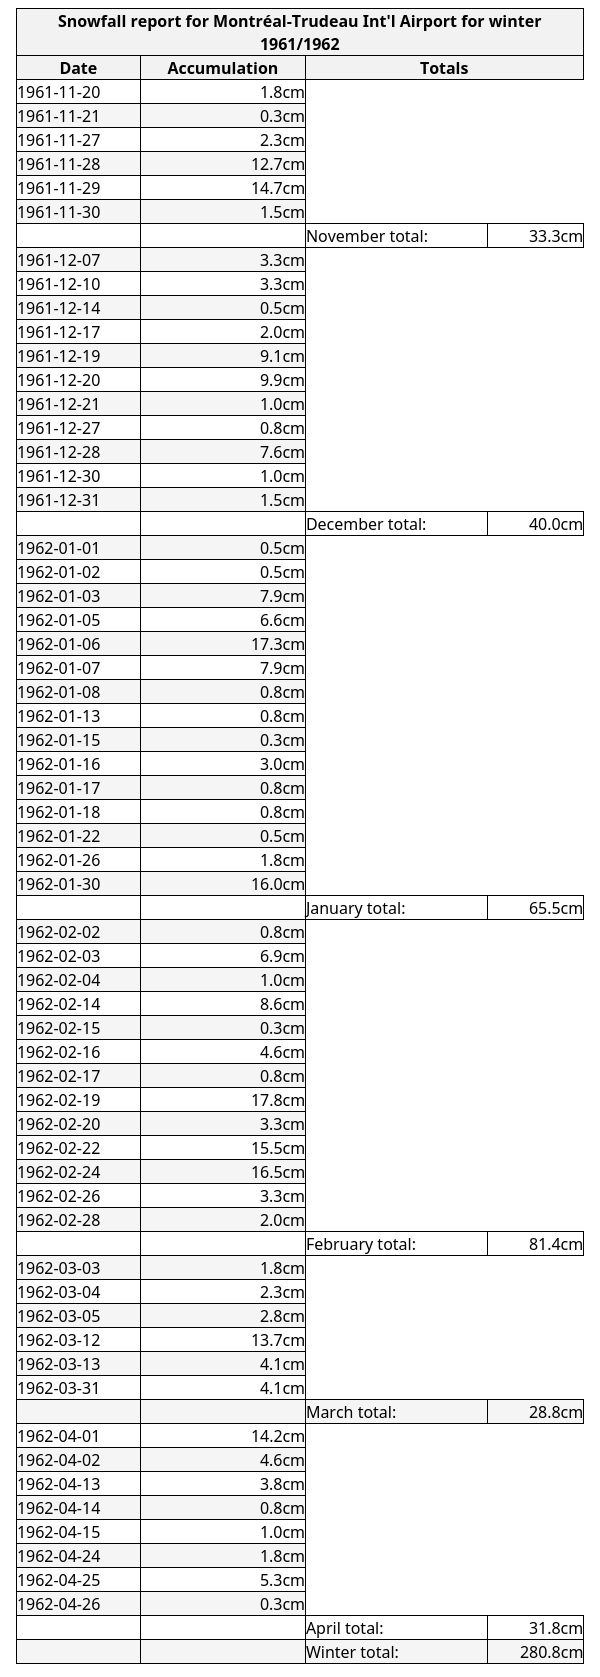 Snowfall report for Montréal-Trudeau Int'l Airport for winter
1961/1962
Date Accumulation Totals
1961-11-20 1.8cm
1961-11-21 0.3cm
1961-11-27 2.3cm
1961-11-28 12.7cm
1961-11-29 14.7cm
1961-11-30 1.5cm
November total: 33.3cm
1961-12-07 3.3cm
1961-12-10 3.3cm
1961-12-14 0.5cm
1961-12-17 2.0cm
1961-12-19 9.1cm
1961-12-20 9.9cm
1961-12-21 1.0cm
1961-12-27 0.8cm
1961-12-28 7.6cm
1961-12-30 1.0cm
1961-12-31 1.5cm
December total: 40.0cm
1962-01-01 0.5cm
1962-01-02 0.5cm
1962-01-03 7.9cm
1962-01-05 6.6cm
1962-01-06 17.3cm
1962-01-07 7.9cm
1962-01-08 0.8cm
1962-01-13 0.8cm
1962-01-15 0.3cm
1962-01-16 3.0cm
1962-01-17 0.8cm
1962-01-18 0.8cm
1962-01-22 0.5cm
1962-01-26 1.8cm
1962-01-30 16.0cm
January total: 65.5cm
1962-02-02 0.8cm
1962-02-03 6.9cm
1962-02-04 1.0cm
1962-02-14 8.6cm
1962-02-15 0.3cm
1962-02-16 4.6cm
1962-02-17 0.8cm
1962-02-19 17.8cm
1962-02-20 3.3cm
1962-02-22 15.5cm
1962-02-24 16.5cm
1962-02-26 3.3cm
1962-02-28 2.0cm
February total: 81.4cm
1962-03-03 1.8cm
1962-03-04 2.3cm
1962-03-05 2.8cm
1962-03-12 13.7cm
1962-03-13 4.1cm
1962-03-31 4.1cm
March total: 28.8cm
1962-04-01 14.2cm
1962-04-02 4.6cm
1962-04-13 3.8cm
1962-04-14 0.8cm
1962-04-15 1.0cm
1962-04-24 1.8cm
1962-04-25 5.3cm
1962-04-26 0.3cm
April total: 31.8cm
Winter total: 280.8cm